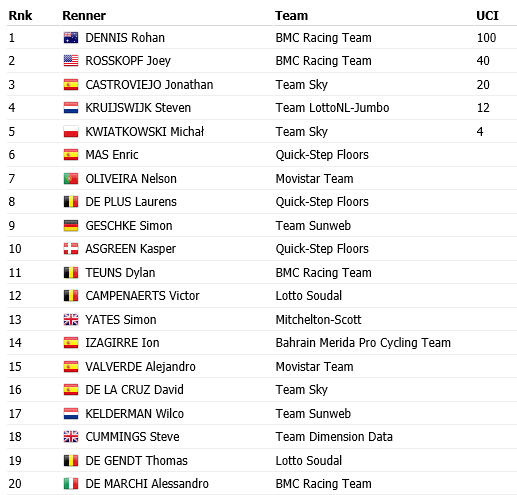 Rnk Renner Team UCI
1 DENNIS Rohan BMC Racing Team 100
2 ROSSKOPF Joey BMC Racing Team 40
3 CASTROVIEJO Jonathan Team Sky 20
4 KRUIJSWIJK Steven Team LottoNL-Jumbo 12
5 KWIATKOWSKI Michał Team Sky 4
6 MAS Enric Quick-Step Floors
7 OLIVEIRA Nelson Movistar Team
8 DE PLUS Laurens Quick-Step Floors
9 GESCHKE Simon Team Sunweb
10 ASGREEN Kasper Quick-Step Floors
11 TEUNS Dylan BMC Racing Team
12 CAMPENAERTS Victor Lotto Soudal
13 YATES Simon Mitchelton-Scott
14 IZAGIRRE Ion Bahrain Merida Pro Cycling Team
15 VALVERDE Alejandro Movistar Team
16 DE LA CRUZ David Team Sky
17 KELDERMAN Wilco Team Sunweb
18 CUMMINGS Steve Team Dimension Data
19 DE GENDT Thomas Lotto Soudal
20 DE MARCHI Alessandro BMC Racing Team